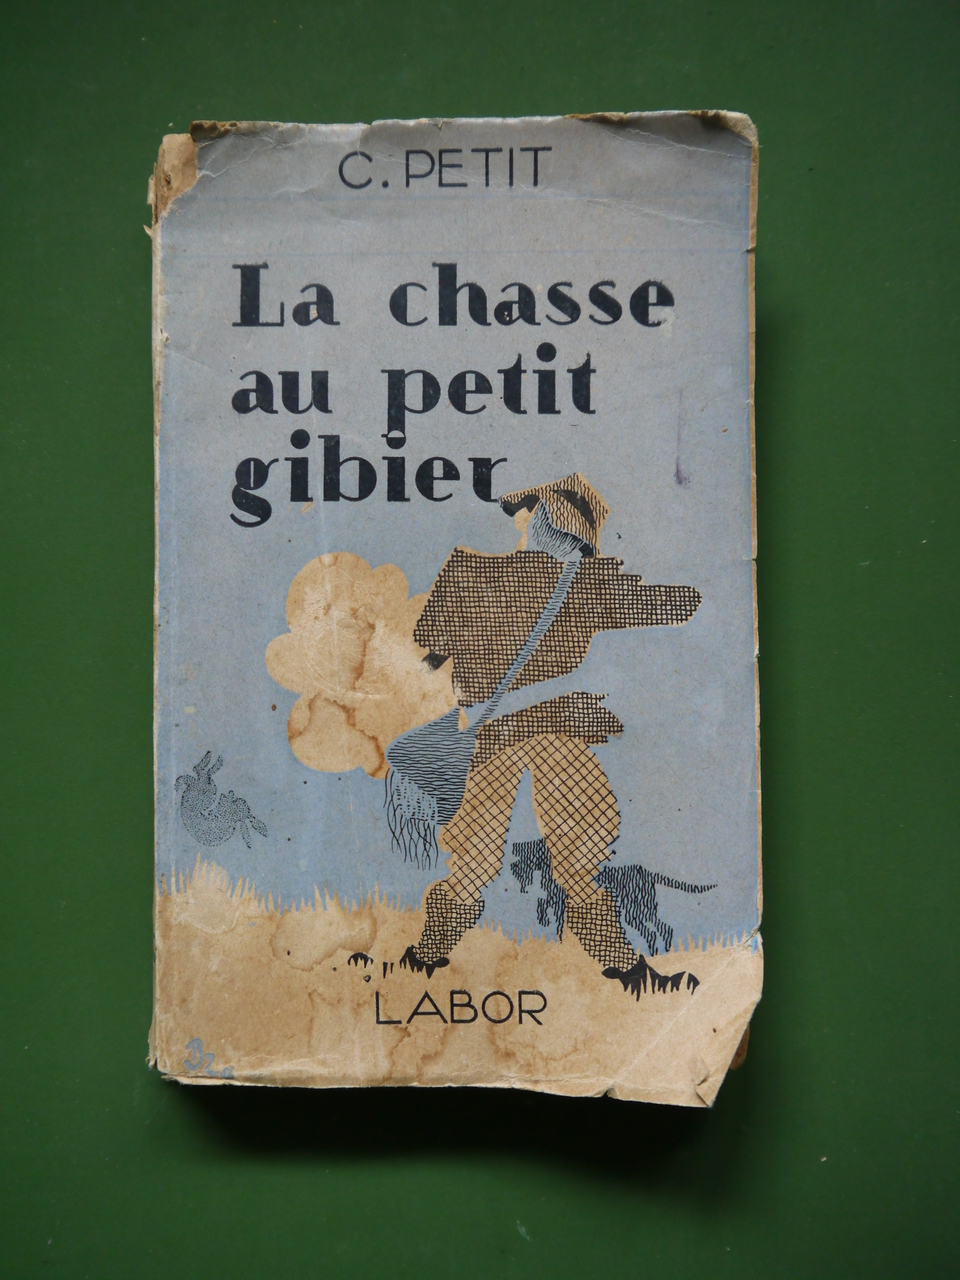 C. PETIT
La chasse
au petit
gibier
LABOR